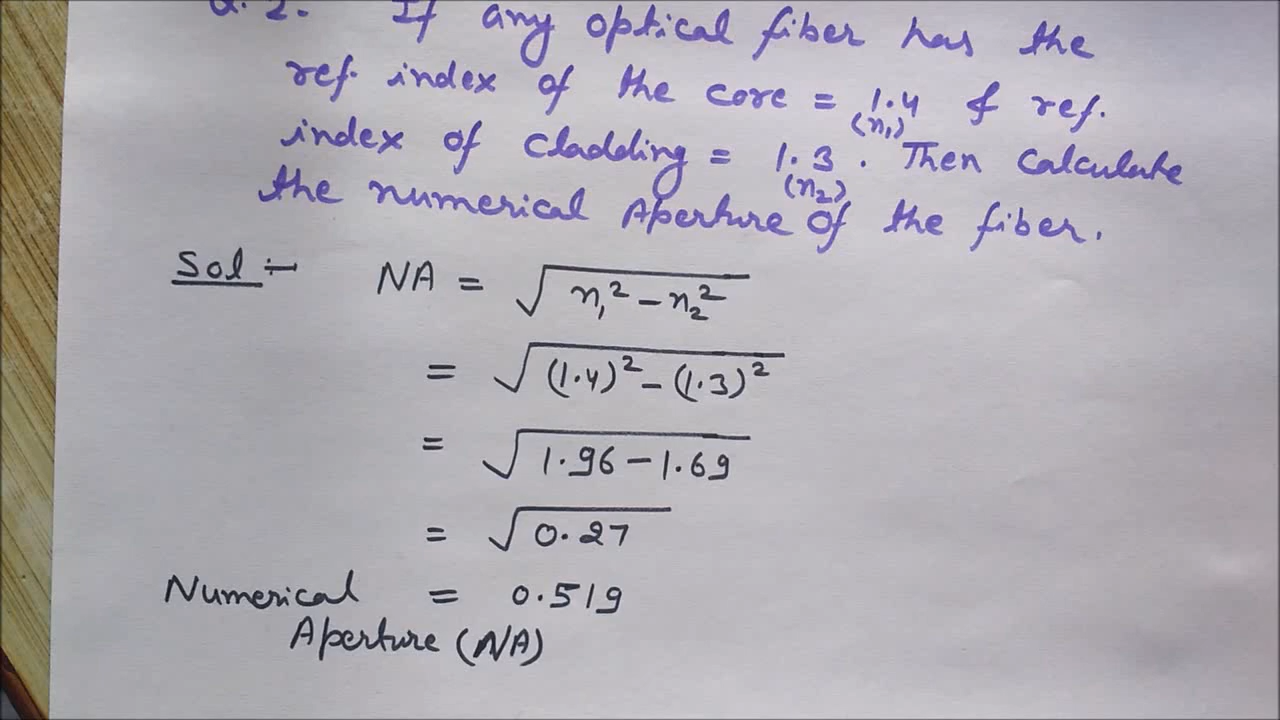 Q. 2. If any optical fiber has the
ref. index of the core = 1.4 & ref.
(n₁)
index of cladding = 1.3 . Then calculate
(n₂)
the numerical Aperture of the fiber.
Sol :- NA = √(n₁² - n₂²)
= √((1.4)² - (1.3)²)
= √(1.96 - 1.69)
= √0.27
Numerical = 0.519
Aperture (NA)